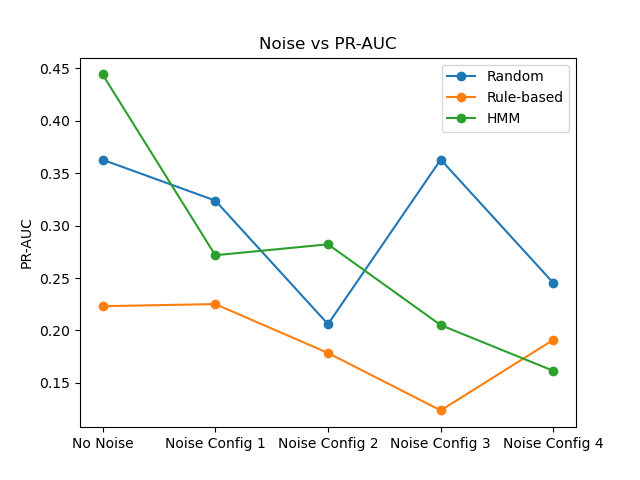 Noise vs PR-AUC
Random
Rule-based
HMM
PR-AUC
0.45
0.40
0.35
0.30
0.25
0.20
0.15
No Noise
Noise Config 1
Noise Config 2
Noise Config 3
Noise Config 4